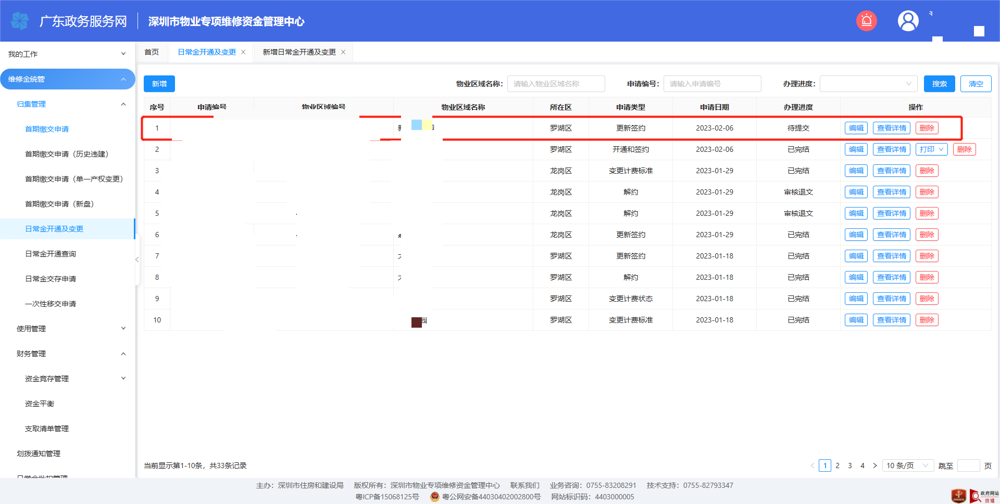 广东政务服务网 深圳市物业专项维修资金管理中心
我的工作
维修金统管
归集管理
首期缴交申请
首期缴交申请（历史违建）
首期缴交申请（单一产权变更）
首期缴交申请（新盘）
日常金开通及变更
日常金开通查询
日常金交存申请
一次性移交申请
使用管理
财务管理
资金竞存管理
资金平衡
支取清单管理
划拨通知管理
首页 日常金开通及变更 新增日常金开通及变更
新增 物业区域名称： 请输入物业区域名称 申请编号： 请输入申请编号 办理进度： 搜索 清空
序号 申请编号 物业区域编号 物业区域名称 所在区 申请类型 申请日期 办理进度 操作
1 罗湖区 更新签约 2023-02-06 待提交 编辑 查看详情 删除
2 罗湖区 开通和签约 2023-02-06 已完结 编辑 查看详情 打印 删除
3 龙岗区 变更计费标准 2023-01-29 已完结 编辑 查看详情 删除
4 龙岗区 解约 2023-01-29 审核退文 编辑 查看详情 删除
5 龙岗区 解约 2023-01-29 审核退文 编辑 查看详情 删除
6 龙岗区 更新签约 2023-01-29 已完结 编辑 查看详情 删除
7 罗湖区 更新签约 2023-01-18 已完结 编辑 查看详情 删除
8 罗湖区 解约 2023-01-18 已完结 编辑 查看详情 删除
9 罗湖区 变更计费状态 2023-01-18 已完结 编辑 查看详情 删除
10 园 罗湖区 变更计费标准 2023-01-18 已完结 编辑 查看详情 删除
当前显示第1-10条，共33条记录 1 2 3 4 10 条/页 跳至 页
主办：深圳市住房和建设局 版权所有：深圳市物业专项维修资金管理中心 联系我们 业务咨询：0755-83208291 技术支持：0755-82793347
粤ICP备15068125号 粤公网安备44030402002800号 网站标识码：4403000005
政府网站
找错